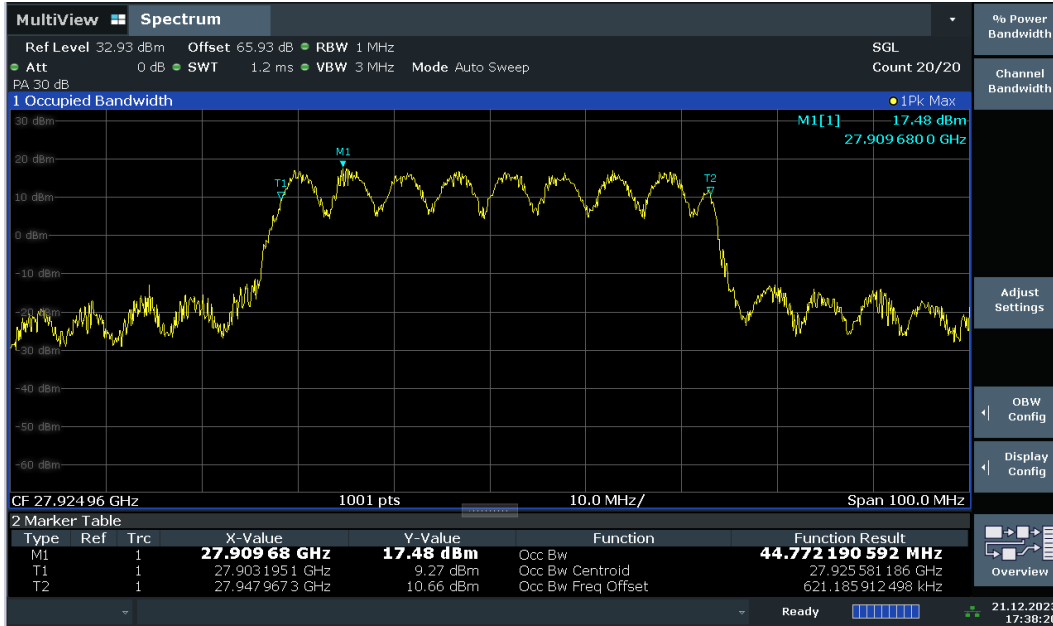 MultiView Spectrum
Ref Level 32.93 dBm Offset 65.93 dB RBW 1 MHz SGL
Att 0 dB SWT 1.2 ms VBW 3 MHz Mode Auto Sweep Count 20/20
PA 30 dB
1 Occupied Bandwidth 1Pk Max
30 dBm
M1[1] 17.48 dBm
27.909 680 0 GHz
M1
20 dBm
T1
T2
10 dBm
0 dBm
-10 dBm
-20 dBm
-30 dBm
-40 dBm
-50 dBm
-60 dBm
CF 27.924 96 GHz 1001 pts 10.0 MHz/ Span 100.0 MHz
2 Marker Table
Type Ref Trc X-Value Y-Value Function Function Result
M1 1 27.909 68 GHz 17.48 dBm Occ Bw 44.772 190 592 MHz
T1 1 27.903 195 1 GHz 9.27 dBm Occ Bw Centroid 27.925 581 186 GHz
T2 1 27.947 967 3 GHz 10.66 dBm Occ Bw Freq Offset 621.185 912 498 kHz
Ready
% Power
Bandwidth
Channel
Bandwidth
Adjust
Settings
OBW
Config
Display
Config
Overview